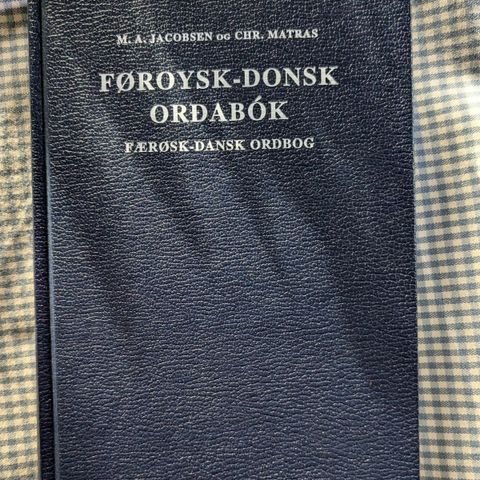 M. A. JACOBSEN OG CHR. MATRAS
FØROYSK-DONSK
ORÐABÓK
FÆRØSK-DANSK ORDBOG